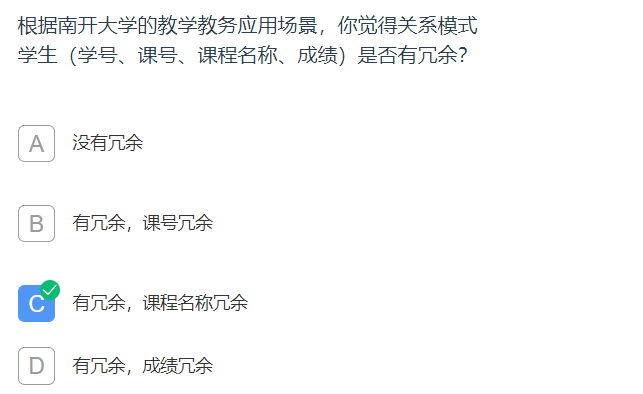 根据南开大学的教学教务应用场景，你觉得关系模式
学生（学号、课号、课程名称、成绩）是否有冗余？
A 没有冗余
B 有冗余，课号冗余
C 有冗余，课程名称冗余
D 有冗余，成绩冗余